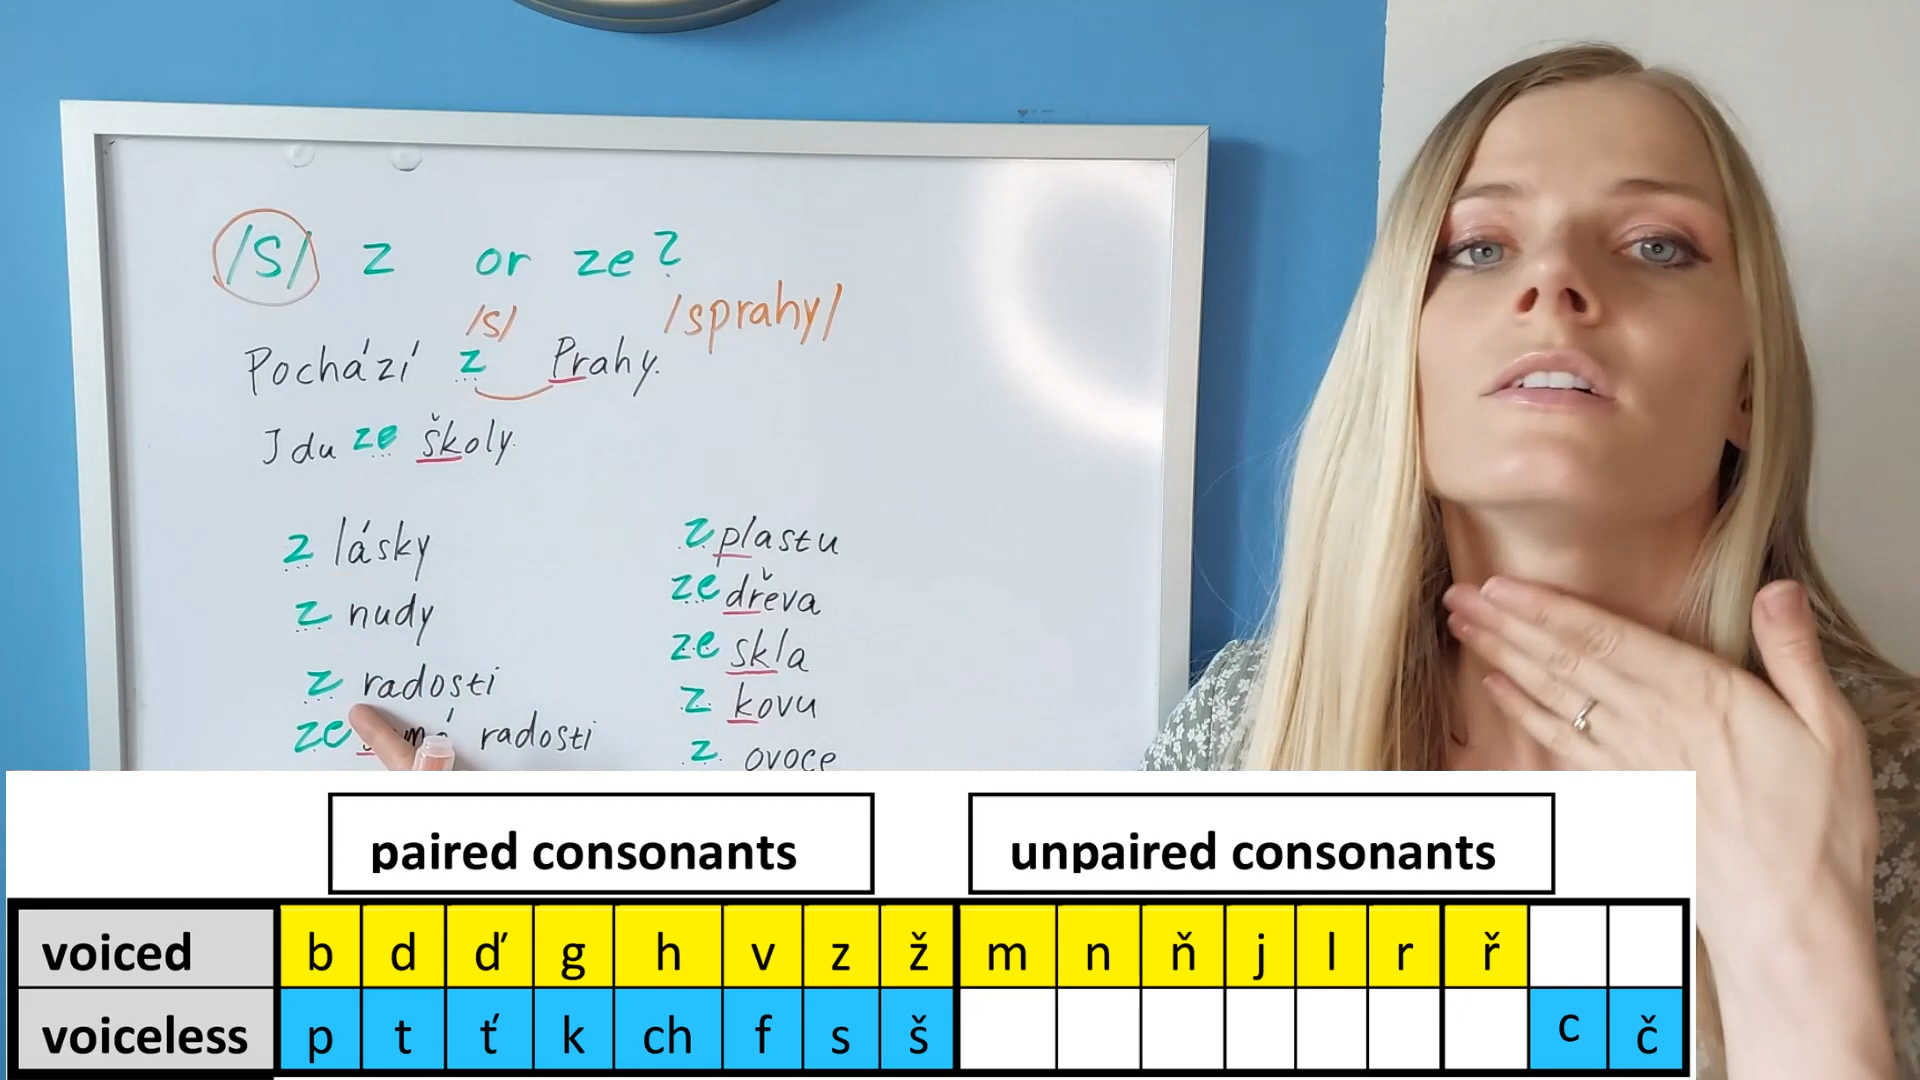 /S/ z or ze?
/s/ /sprahy/
Pochází z Prahy.
Jdu ze školy.
z lásky
z nudy
z radosti
ze radosti
z plastu
ze dřeva
ze skla
z kovu
z ovoce
paired consonants unpaired consonants
voiced b d ď g h v z ž m n ň j l r ř
voiceless p t ť k ch f s š c č